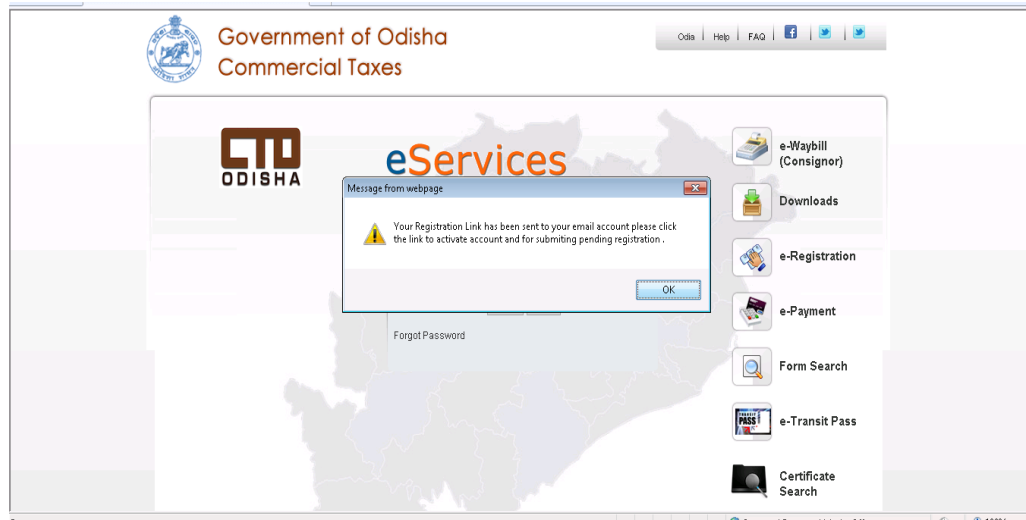 Government of Odisha
Commercial Taxes
Odia | Help | FAQ |
CTD
ODISHA
eServices
Message from webpage
Your Registration Link has been sent to your email account please click
the link to activate account and for submiting pending registration .
OK
Forgot Password
e-Waybill
(Consignor)
Downloads
e-Registration
e-Payment
Form Search
TRANSIT
PASS
e-Transit Pass
Certificate
Search